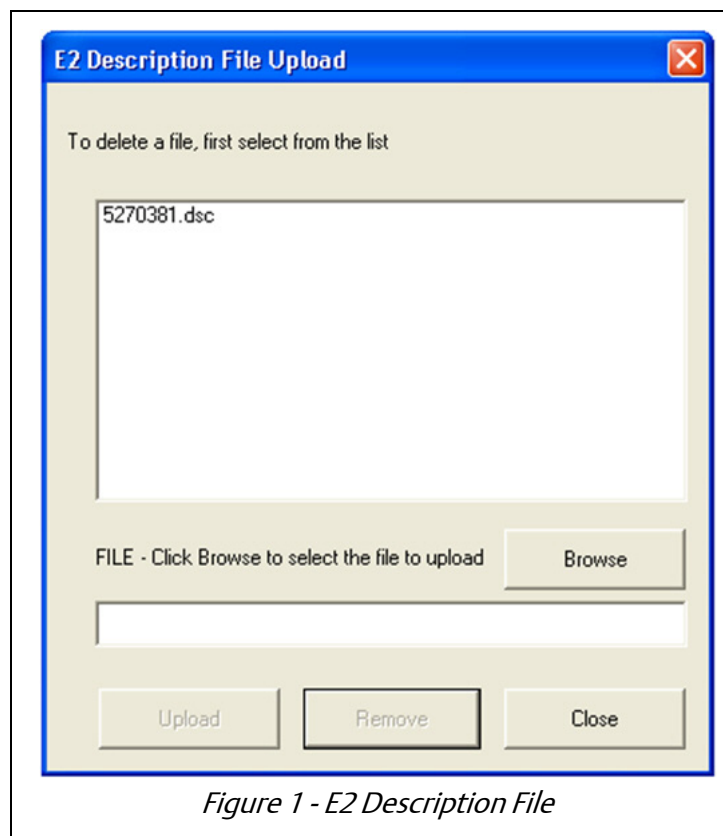 E2 Description File Upload
To delete a file, first select from the list
5270381.dsc
FILE - Click Browse to select the file to upload
Browse
Upload
Remove
Close
Figure 1 - E2 Description File